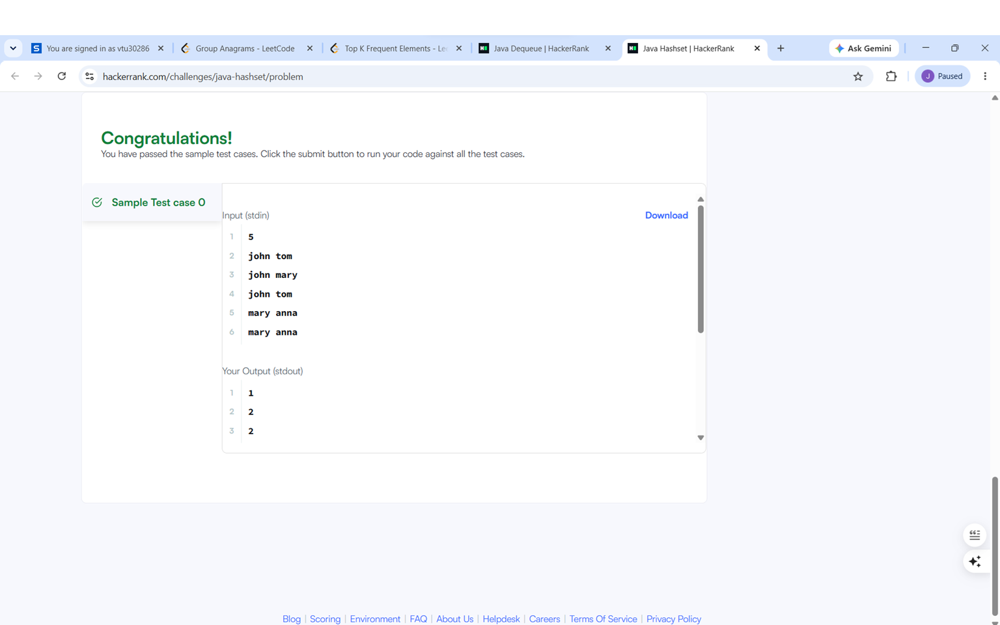 You are signed in as vtu30286
Group Anagrams - LeetCode
Top K Frequent Elements - Le
Java Dequeue | HackerRank
Java Hashset | HackerRank
Ask Gemini
hackerrank.com/challenges/java-hashset/problem
J Paused
Congratulations!
You have passed the sample test cases. Click the submit button to run your code against all the test cases.
Sample Test case 0
Input (stdin)
Download
1 5
2 john tom
3 john mary
4 john tom
5 mary anna
6 mary anna
Your Output (stdout)
1 1
2 2
3 2
Blog | Scoring | Environment | FAQ | About Us | Helpdesk | Careers | Terms Of Service | Privacy Policy